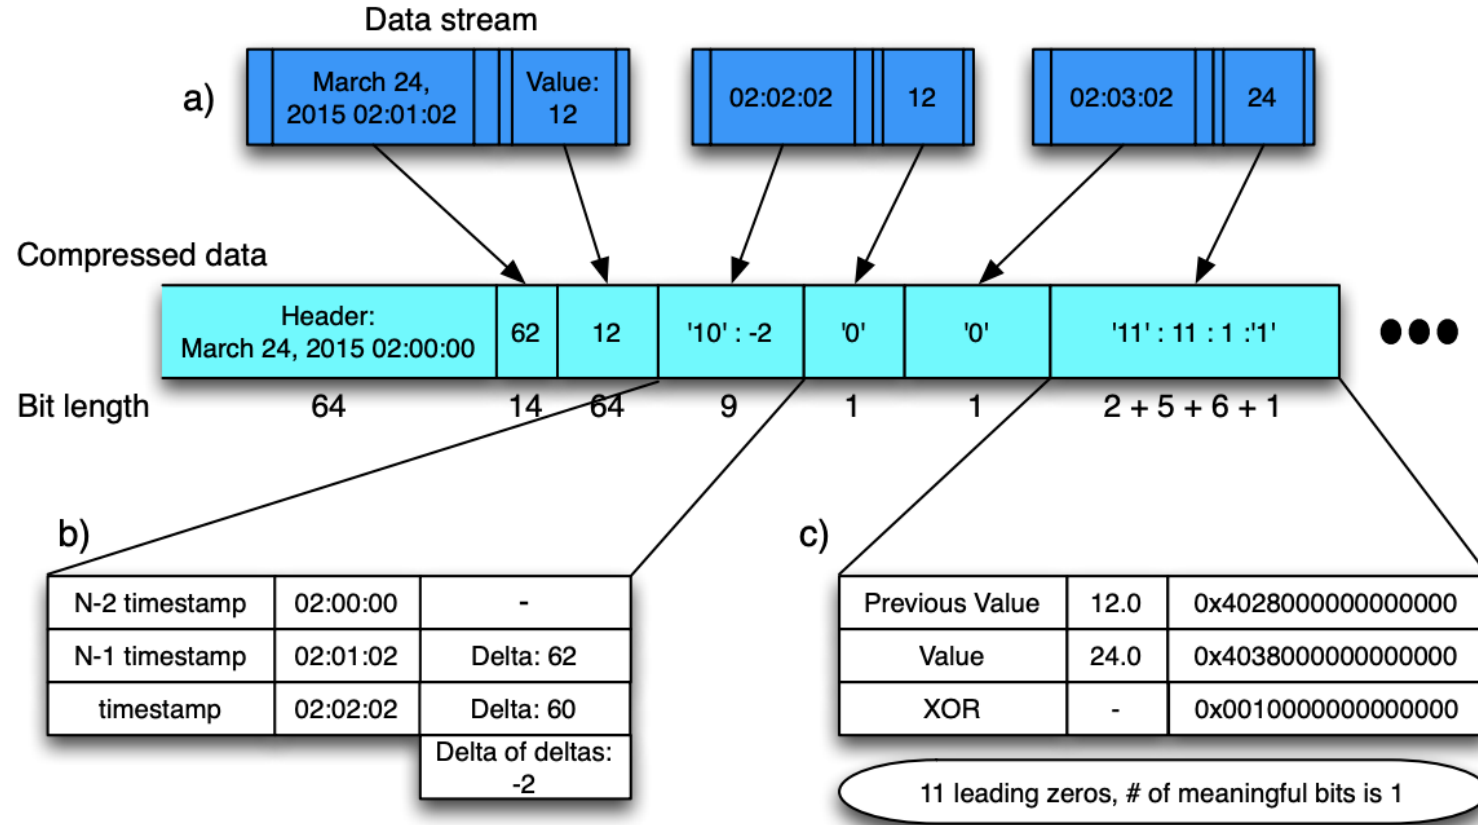 Data stream
a)
March 24,
2015 02:01:02
Value:
12
02:02:02
12
02:03:02
24
Compressed data
Header:
March 24, 2015 02:00:00
62
12
'10' : -2
'0'
'0'
'11' : 11 : 1 :'1'
Bit length
64
14
64
9
1
1
2 + 5 + 6 + 1
b)
N-2 timestamp
02:00:00
-
N-1 timestamp
02:01:02
Delta: 62
timestamp
02:02:02
Delta: 60
Delta of deltas:
-2
c)
Previous Value
12.0
0x4028000000000000
Value
24.0
0x4038000000000000
XOR
-
0x0010000000000000
11 leading zeros, # of meaningful bits is 1